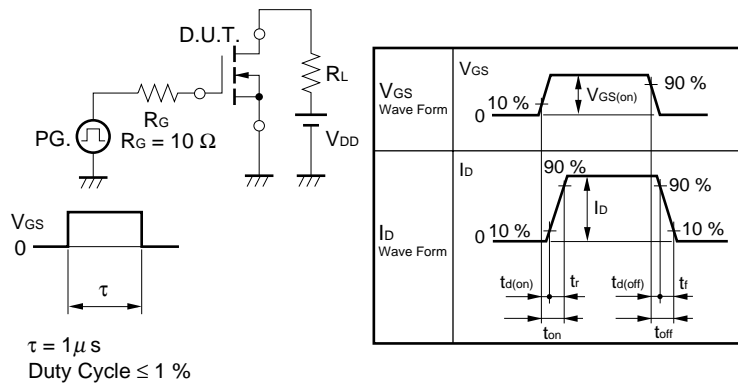 D.U.T.
RL
RG
RG = 10 Ω
PG.
VDD
VGS
0
τ
τ = 1μ s
Duty Cycle ≤ 1 %
VGS
Wave Form
VGS
10 %
0
VGS(on)
90 %
ID
Wave Form
ID
90 %
90 %
0 10 %
ID
10 %
td(on)
tr
td(off)
tf
ton
toff